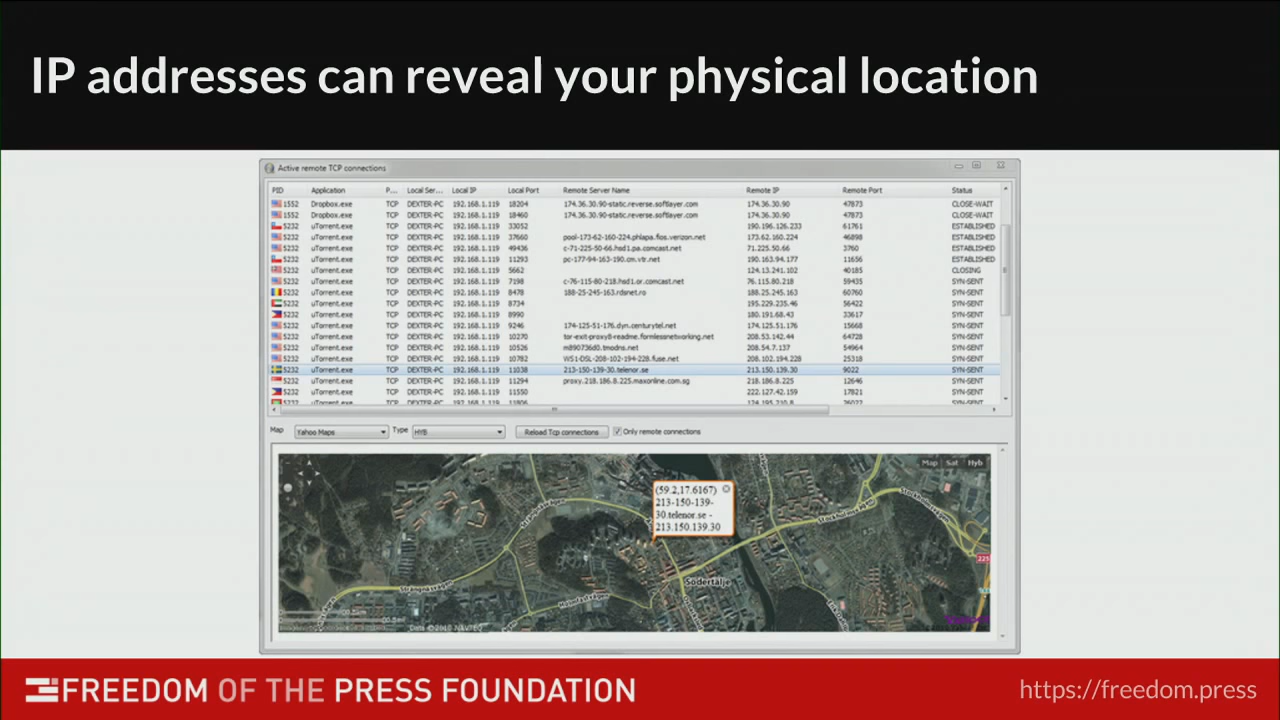 IP addresses can reveal your physical location
Active remote TCP connections
PID Application P... Local Ser... Local IP Local Port Remote Server Name Remote IP Remote Port Status
1552 Dropbox.exe TCP DEXTER-PC 192.168.1.119 18204 174.36.30.90-static.reverse.softlayer.com 174.36.30.90 47873 CLOSE-WAIT
1552 Dropbox.exe TCP DEXTER-PC 192.168.1.119 18460 174.36.30.90-static.reverse.softlayer.com 174.36.30.90 47873 CLOSE-WAIT
5232 uTorrent.exe TCP DEXTER-PC 192.168.1.119 33052 190.196.126.233 61761 ESTABLISHED
5232 uTorrent.exe TCP DEXTER-PC 192.168.1.119 37660 pool-173-62-160-224.phlapa.fios.verizon.net 173.62.160.224 46898 ESTABLISHED
5232 uTorrent.exe TCP DEXTER-PC 192.168.1.119 49436 c-71-225-50-66.hsd1.pa.comcast.net 71.225.50.66 3760 ESTABLISHED
5232 uTorrent.exe TCP DEXTER-PC 192.168.1.119 11293 pc-177-94-163-190.cm.vtr.net 190.163.94.177 11656 ESTABLISHED
5232 uTorrent.exe TCP DEXTER-PC 192.168.1.119 5662 124.13.241.102 40185 CLOSING
5232 uTorrent.exe TCP DEXTER-PC 192.168.1.119 7198 c-76-115-80-218.hsd1.or.comcast.net 76.115.80.218 59435 SYN-SENT
5232 uTorrent.exe TCP DEXTER-PC 192.168.1.119 8478 188-25-245-163.rdsnet.ro 188.25.245.163 60760 SYN-SENT
5232 uTorrent.exe TCP DEXTER-PC 192.168.1.119 8734 195.229.235.46 56422 SYN-SENT
5232 uTorrent.exe TCP DEXTER-PC 192.168.1.119 8990 180.191.68.43 33617 SYN-SENT
5232 uTorrent.exe TCP DEXTER-PC 192.168.1.119 9246 174-125-51-176.dyn.centurytel.net 174.125.51.176 15668 SYN-SENT
5232 uTorrent.exe TCP DEXTER-PC 192.168.1.119 10270 tor-exit-proxy8-readme.formlessnetworking.net 208.53.142.44 64728 SYN-SENT
5232 uTorrent.exe TCP DEXTER-PC 192.168.1.119 10526 m890736d0.tmodns.net 208.54.7.137 54964 SYN-SENT
5232 uTorrent.exe TCP DEXTER-PC 192.168.1.119 10782 WS1-DSL-208-102-194-228.fuse.net 208.102.194.228 25318 SYN-SENT
5232 uTorrent.exe TCP DEXTER-PC 192.168.1.119 11038 213-150-139-30.telenor.se 213.150.139.30 9022 SYN-SENT
5232 uTorrent.exe TCP DEXTER-PC 192.168.1.119 11294 proxy.218.186.8.225.maxonline.com.sg 218.186.8.225 12646 SYN-SENT
5232 uTorrent.exe TCP DEXTER-PC 192.168.1.119 11550 222.127.42.159 17821 SYN-SENT
5232 uTorrent.exe TCP DEXTER-PC 192.168.1.119 11806 SYN-SENT
Map Yahoo Maps Type HYB Reload Tcp connections Only remote connections
Map Sat Hyb
(59.2,17.6167)
213-150-139-
30.telenor.se -
213.150.139.30
Strängnäsvägen
Stockholmsvägen
Södertälje
Strängnäsvägen
Holmfastvägen
225
Data ©2010 NAVTEQ
FREEDOM OF THE PRESS FOUNDATION
https://freedom.press